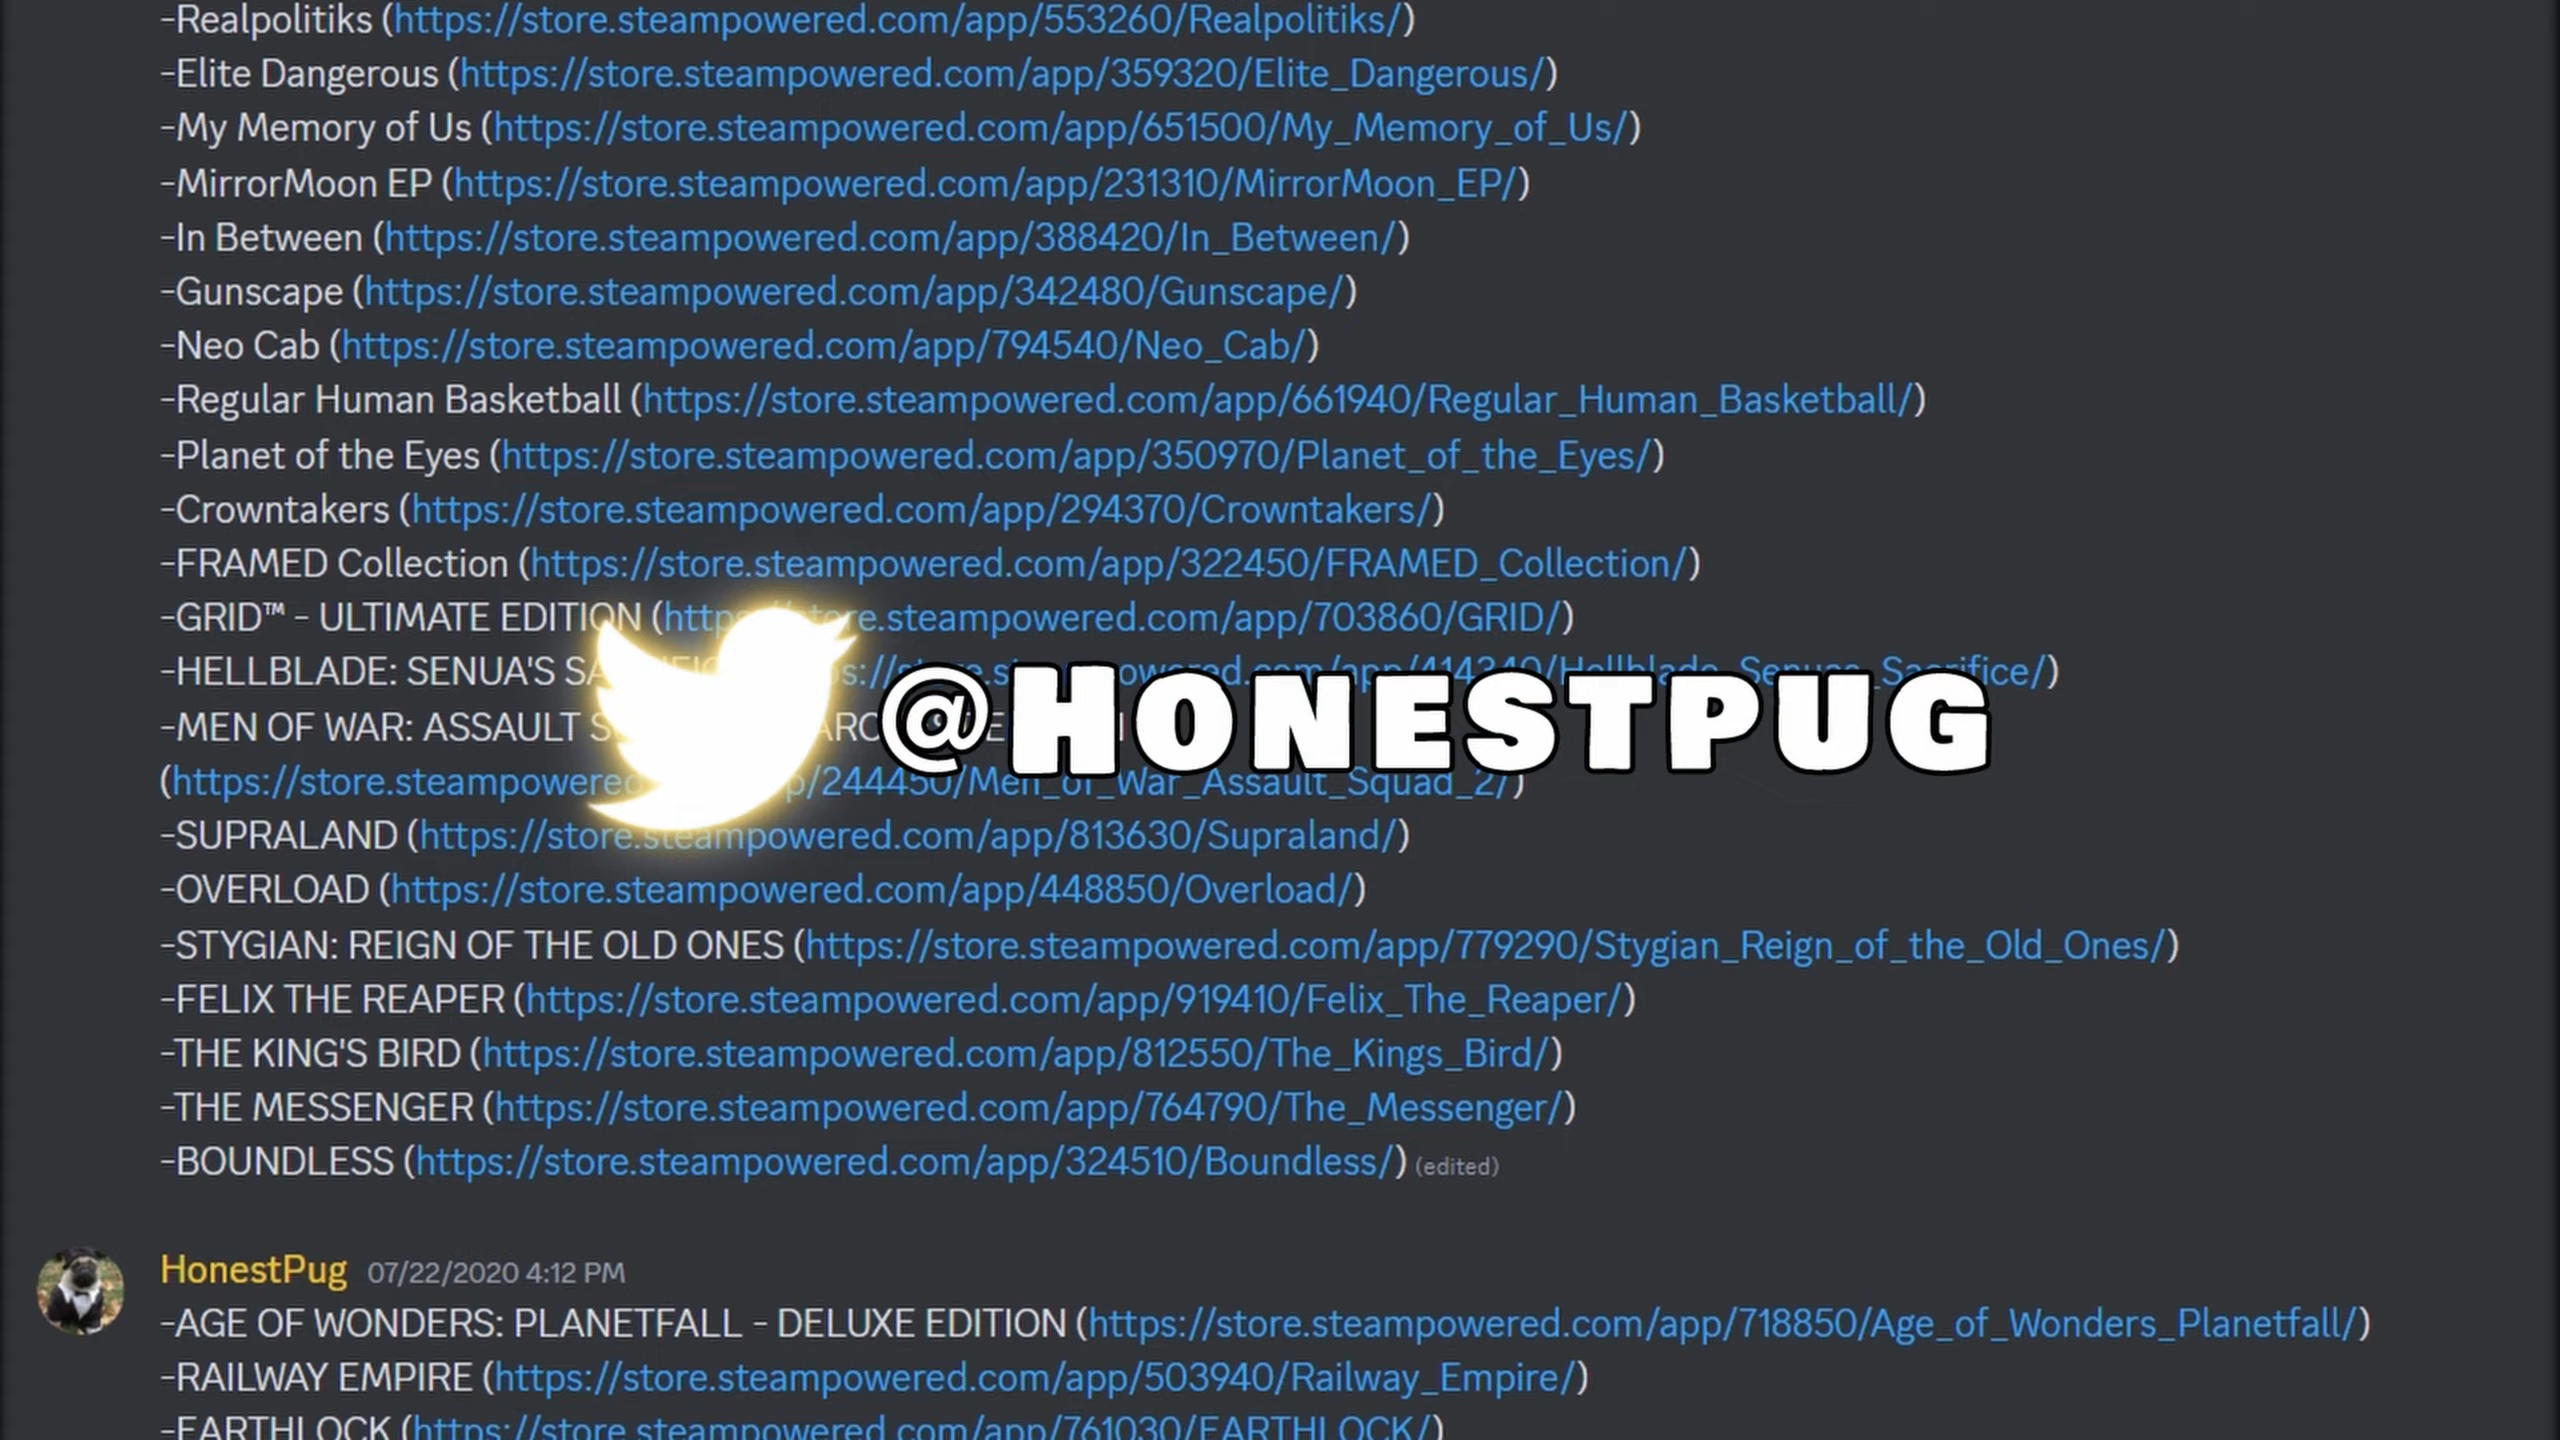 -Realpolitiks (https://store.steampowered.com/app/553260/Realpolitiks/)
-Elite Dangerous (https://store.steampowered.com/app/359320/Elite_Dangerous/)
-My Memory of Us (https://store.steampowered.com/app/651500/My_Memory_of_Us/)
-MirrorMoon EP (https://store.steampowered.com/app/231310/MirrorMoon_EP/)
-In Between (https://store.steampowered.com/app/388420/In_Between/)
-Gunscape (https://store.steampowered.com/app/342480/Gunscape/)
-Neo Cab (https://store.steampowered.com/app/794540/Neo_Cab/)
-Regular Human Basketball (https://store.steampowered.com/app/661940/Regular_Human_Basketball/)
-Planet of the Eyes (https://store.steampowered.com/app/350970/Planet_of_the_Eyes/)
-Crowntakers (https://store.steampowered.com/app/294370/Crowntakers/)
-FRAMED Collection (https://store.steampowered.com/app/322450/FRAMED_Collection/)
-GRID™ - ULTIMATE EDITION (https://store.steampowered.com/app/703860/GRID/)
-HELLBLADE: SENUA'S
@HONESTPUG
-MEN OF WAR: ASSAULT
-SUPRALAND (https://store.steampowered.com/app/813630/Supraland/)
-OVERLOAD (https://store.steampowered.com/app/448850/Overload/)
-STYGIAN: REIGN OF THE OLD ONES (https://store.steampowered.com/app/779290/Stygian_Reign_of_the_Old_Ones/)
-FELIX THE REAPER (https://store.steampowered.com/app/919410/Felix_The_Reaper/)
-THE KING'S BIRD (https://store.steampowered.com/app/812550/The_Kings_Bird/)
-THE MESSENGER (https://store.steampowered.com/app/764790/The_Messenger/)
-BOUNDLESS (https://store.steampowered.com/app/324510/Boundless/) (edited)
HonestPug 07/22/2020 4:12 PM
-AGE OF WONDERS: PLANETFALL - DELUXE EDITION (https://store.steampowered.com/app/718850/Age_of_Wonders_Planetfall/)
-RAILWAY EMPIRE (https://store.steampowered.com/app/503940/Railway_Empire/)
-EARTHLOCK (https://store.steampowered.com/app/761030/EARTHLOCK/)